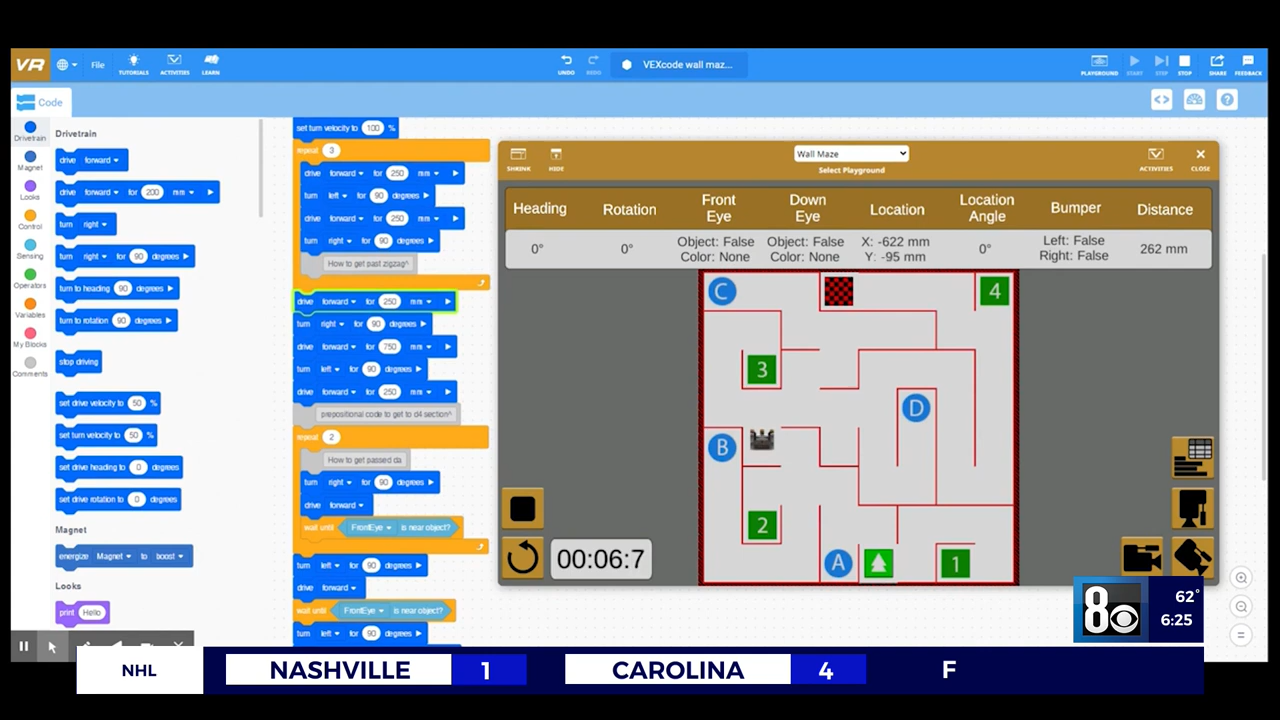 VR
File
TUTORIALS
ACTIVITIES
LEARN
UNDO
REDO
VEXcode wall maz...
PLAYGROUND
START
STEP
STOP
SHARE
FEEDBACK
Code
Drivetrain
Magnet
Looks
Control
Sensing
Operators
Variables
My Blocks
Comments
Drivetrain
drive forward
drive forward for 200 mm
turn right
turn right for 90 degrees
turn to heading 90 degrees
turn to rotation 90 degrees
stop driving
set drive velocity to 50 %
set turn velocity to 50 %
set drive heading to 0 degrees
set drive rotation to 0 degrees
Magnet
energize Magnet to boost
Looks
print Hello
set turn velocity to 100 %
repeat 3
drive forward for 250 mm
turn left for 90 degrees
drive forward for 250 mm
turn right for 90 degrees
How to get past zigzag^
drive forward for 250 mm
turn right for 90 degrees
drive forward for 750 mm
turn left for 90 degrees
drive forward for 250 mm
prepositional code to get to d4 section^
repeat 2
How to get passed da
turn right for 90 degrees
drive forward
wait until FrontEye is near object?
turn left for 90 degrees
drive forward
wait until FrontEye is near object?
turn left for 90 degrees
SHRINK
HIDE
Wall Maze
Select Playground
ACTIVITIES
CLOSE
Heading Rotation Front Eye Down Eye Location Location Angle Bumper Distance
0° 0° Object: False Object: False X: -622 mm 0° Left: False 262 mm
Color: None Color: None Y: -95 mm Right: False
C
4
3
D
B
2
A
1
00:06:7
8
62°
6:25
NHL NASHVILLE 1 CAROLINA 4 F